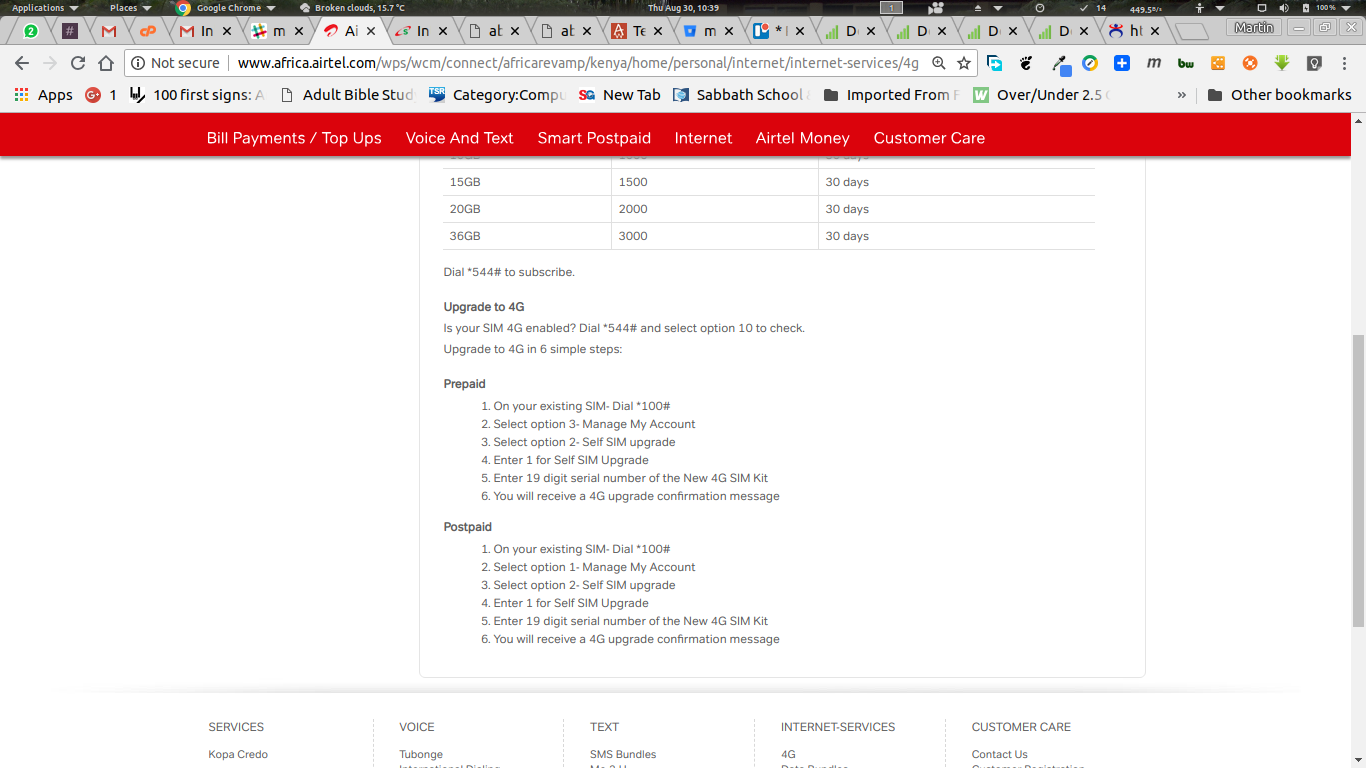 Applications Places Google Chrome Broken clouds, 15.7 °C Thu Aug 30, 10:39 1 14 100%
In m Ai In ab ab Te m * I De De De De ht Martin
Not secure www.africa.airtel.com/wps/wcm/connect/africarevamp/kenya/home/personal/internet/internet-services/4g
Apps 1 100 first signs: A Adult Bible Stud Category:Compu New Tab Sabbath School Imported From F Over/Under 2.5 » Other bookmarks
Bill Payments / Top Ups Voice And Text Smart Postpaid Internet Airtel Money Customer Care
15GB 1500 30 days
20GB 2000 30 days
36GB 3000 30 days
Dial *544# to subscribe.
Upgrade to 4G
Is your SIM 4G enabled? Dial *544# and select option 10 to check.
Upgrade to 4G in 6 simple steps:
Prepaid
1. On your existing SIM- Dial *100#
2. Select option 3- Manage My Account
3. Select option 2- Self SIM upgrade
4. Enter 1 for Self SIM Upgrade
5. Enter 19 digit serial number of the New 4G SIM Kit
6. You will receive a 4G upgrade confirmation message
Postpaid
1. On your existing SIM- Dial *100#
2. Select option 1- Manage My Account
3. Select option 2- Self SIM upgrade
4. Enter 1 for Self SIM Upgrade
5. Enter 19 digit serial number of the New 4G SIM Kit
6. You will receive a 4G upgrade confirmation message
SERVICES VOICE TEXT INTERNET-SERVICES CUSTOMER CARE
Kopa Credo Tubonge SMS Bundles 4G Contact Us